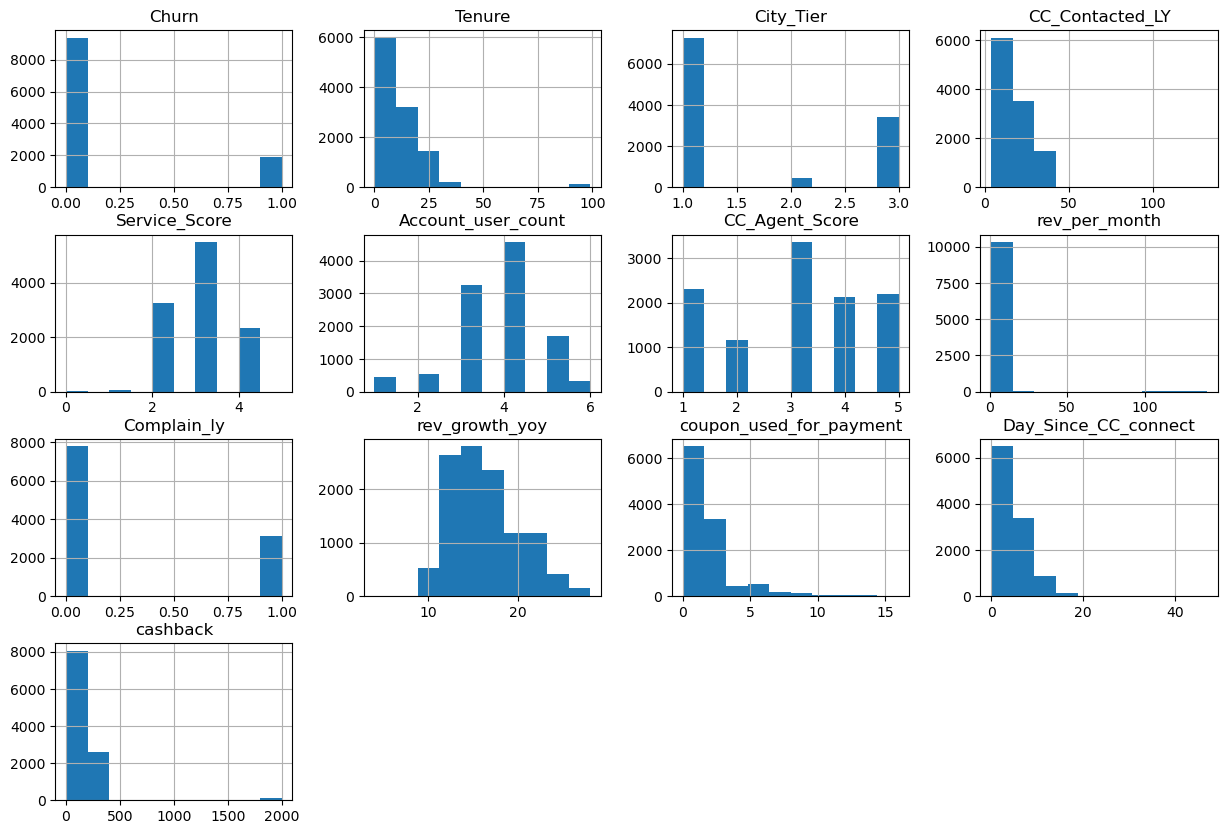 Churn
Tenure
City_Tier
CC_Contacted_LY
8000
6000
4000
2000
0
0.00 0.25 0.50 0.75 1.00
6000
4000
2000
0
0 25 50 75 100
6000
4000
2000
0
1.0 1.5 2.0 2.5 3.0
6000
4000
2000
0
0 50 100
Service_Score
Account_user_count
CC_Agent_Score
rev_per_month
4000
2000
0
0 2 4
4000
3000
2000
1000
0
2 4 6
3000
2000
1000
0
1 2 3 4 5
10000
7500
5000
2500
0
0 50 100
Complain_ly
rev_growth_yoy
coupon_used_for_payment
Day_Since_CC_connect
8000
6000
4000
2000
0
0.00 0.25 0.50 0.75 1.00
2000
1000
0
10 20
6000
4000
2000
0
0 5 10 15
6000
4000
2000
0
0 20 40
cashback
8000
6000
4000
2000
0
0 500 1000 1500 2000